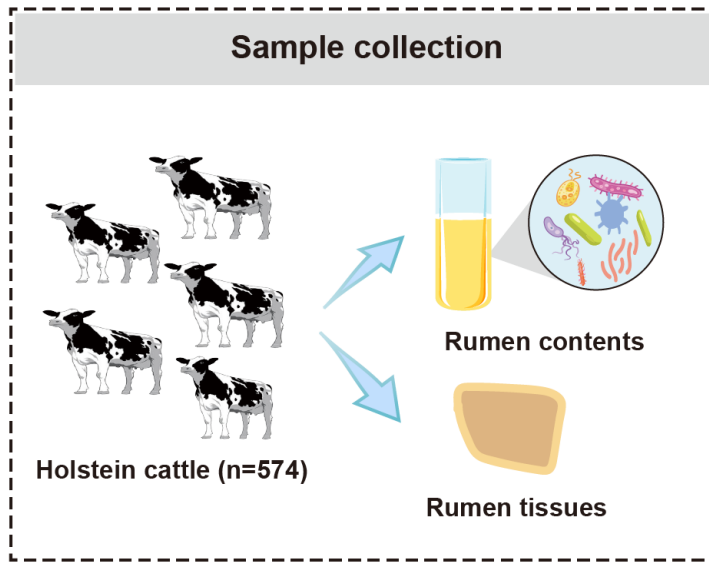 Sample collection
Rumen contents
Holstein cattle (n=574)
Rumen tissues